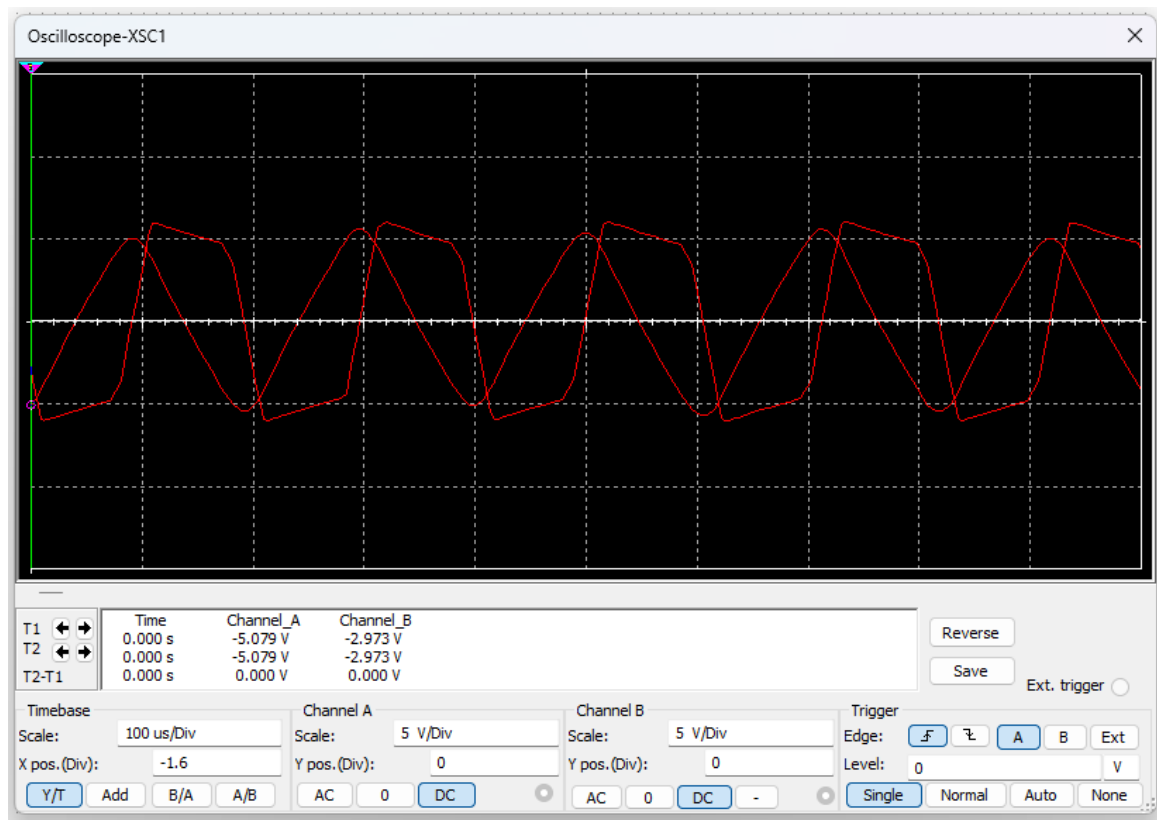 Oscilloscope-XSC1
Time Channel_A Channel_B
T1 0.000 s -5.079 V -2.973 V
T2 0.000 s -5.079 V -2.973 V
T2-T1 0.000 s 0.000 V 0.000 V
Reverse
Save
Ext. trigger
Timebase
Scale: 100 us/Div
X pos.(Div): -1.6
Y/T Add B/A A/B
Channel A
Scale: 5 V/Div
Y pos.(Div): 0
AC 0 DC
Channel B
Scale: 5 V/Div
Y pos.(Div): 0
AC 0 DC -
Trigger
Edge: A B Ext
Level: 0 V
Single Normal Auto None